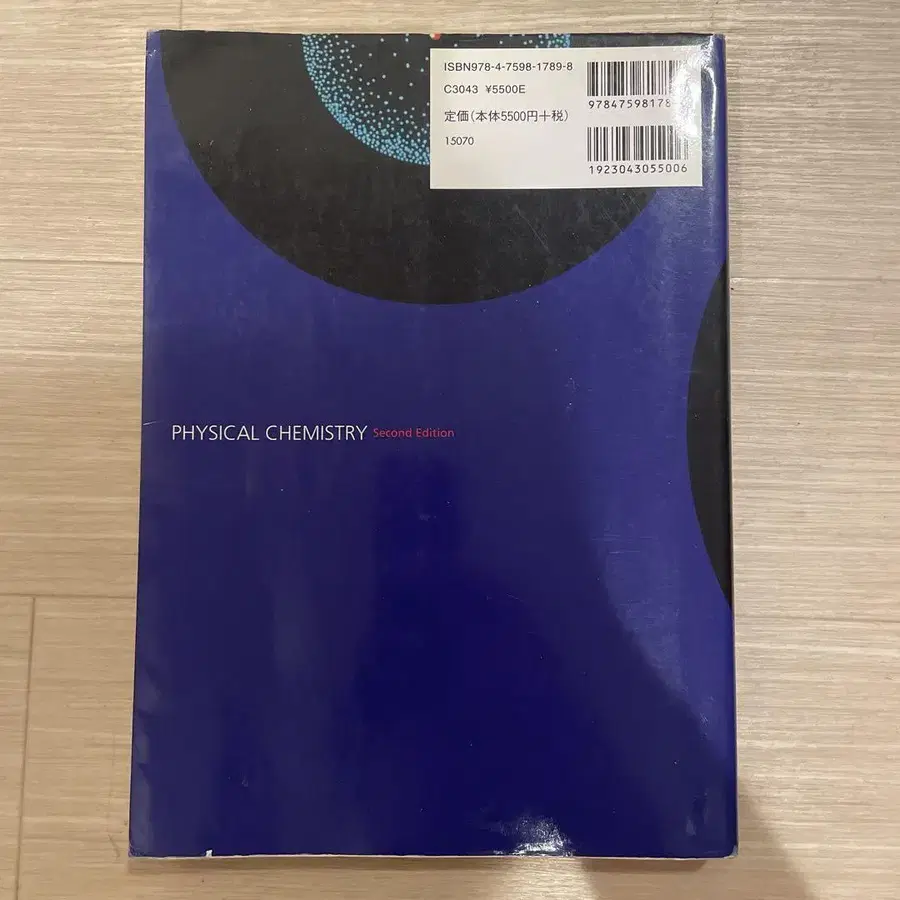 ISBN978-4-7598-1789-8
C3043 ¥5500E
定価(本体5500円+税)
15070
97847598178
1923043055006
PHYSICAL CHEMISTRY Second Edition